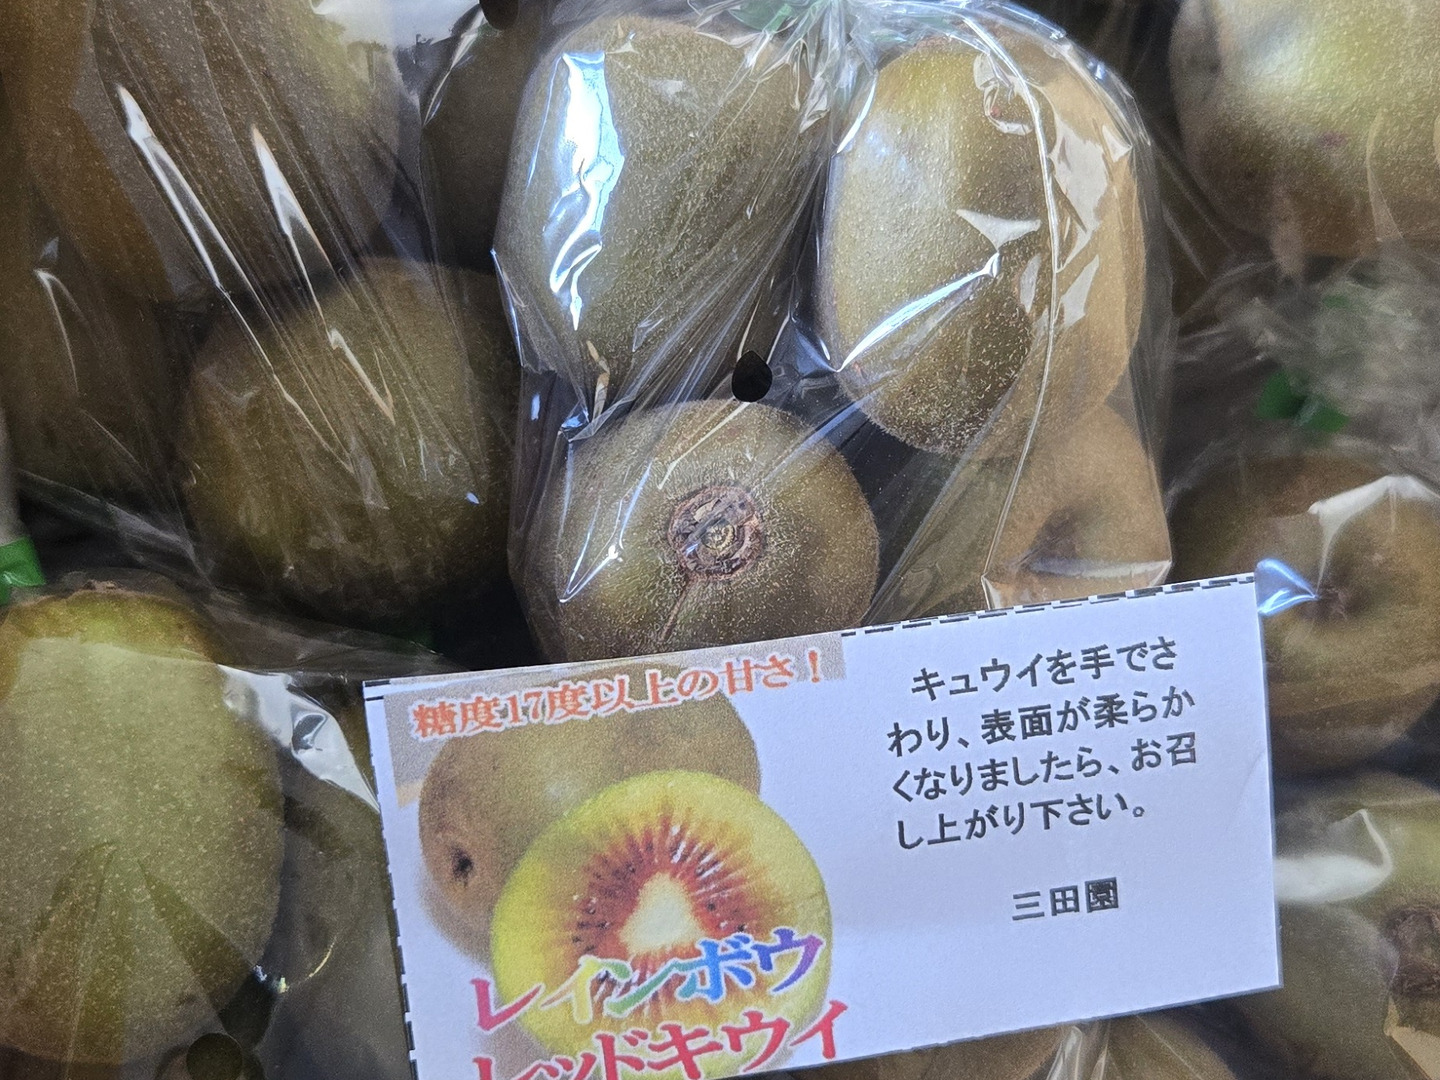 糖度17度以上の甘さ！
レインボウ
レッドキウイ
キュウイを手でさ
わり、表面が柔らか
くなりましたら、お召
し上がり下さい。
三田園